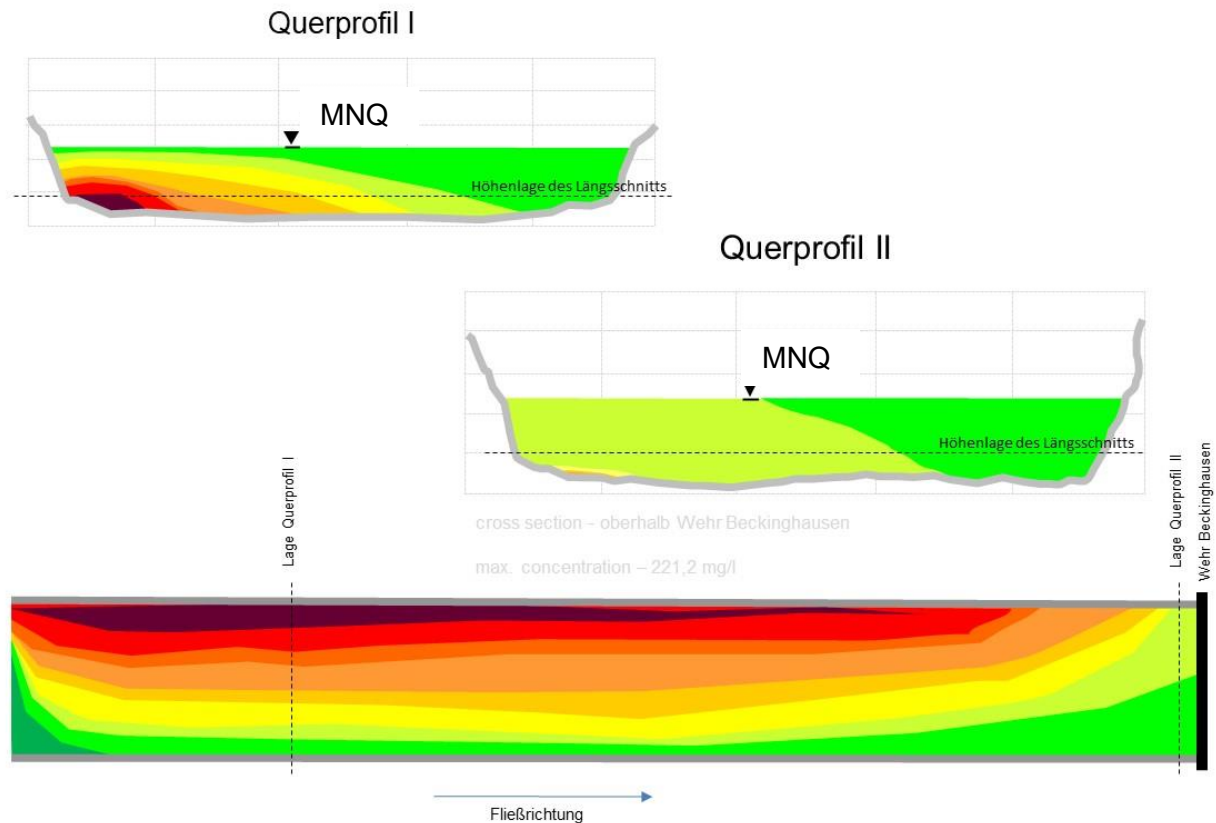 Querprofil I
MNQ
Höhenlage des Längsschnitts
Querprofil II
MNQ
Höhenlage des Längsschnitts
cross section – oberhalb Wehr Beckinghausen
max. concentration – 221,2 mg/l
Lage Querprofil I
Lage Querprofil II
Wehr Beckinghausen
Fließrichtung